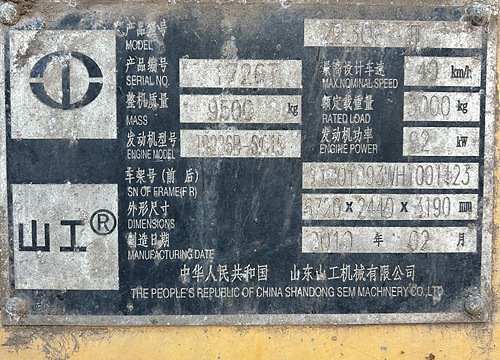 产品型号
MODEL
产品编号
SERIAL NO.
整机质量 9500 kg
MASS
发动机型号
ENGINE MODEL
最高设计车速 km/h
MAX.NOMINAL SPEED
额定载重量 3000 kg
RATED LOAD
发动机功率 92 kW
ENGINE POWER
车架号(前 后)
SN OF FRAME(F R)
外形尺寸 × 2440 × 3190 mm
DIMENSIONS
制造日期 2010 年 02 月
MANUFACTURING DATE
山工®
中华人民共和国 山东山工机械有限公司
THE PEOPLE'S REPUBLIC OF CHINA SHANDONG SEM MACHINERY CO.,LTD